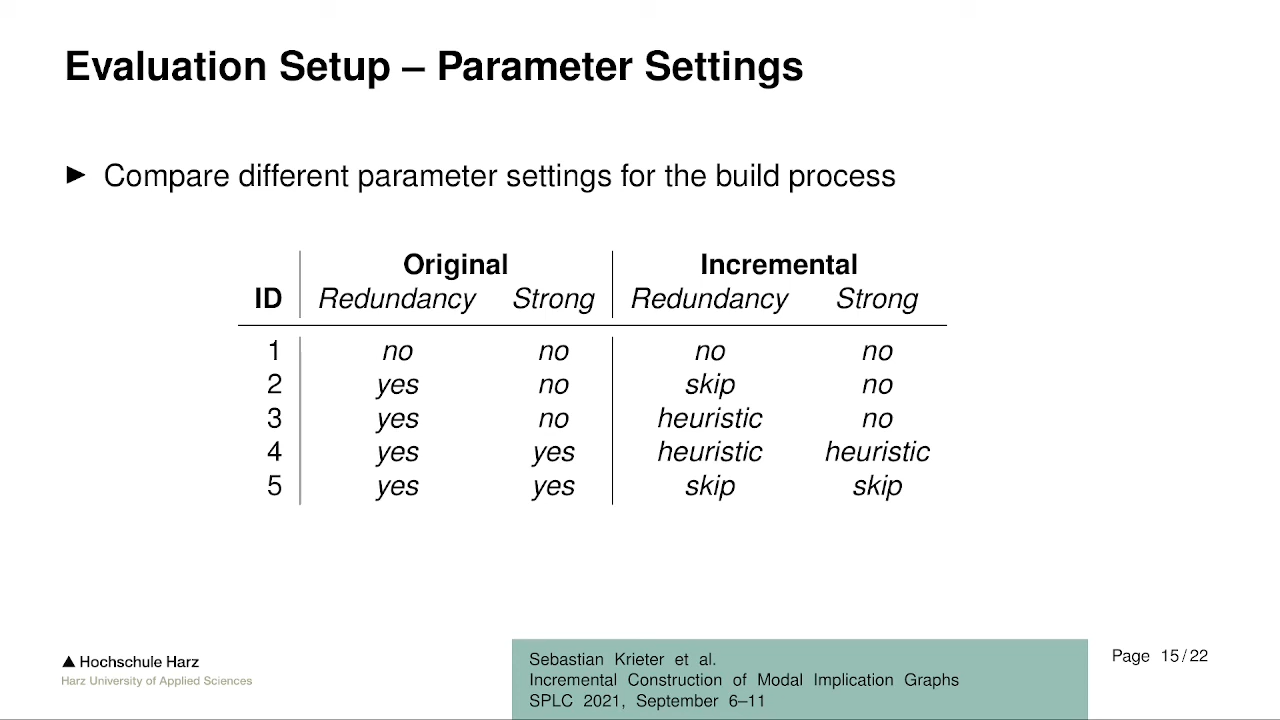 Evaluation Setup – Parameter Settings
▶ Compare different parameter settings for the build process
Original Incremental
ID Redundancy Strong Redundancy Strong
1 no no no no
2 yes no skip no
3 yes no heuristic no
4 yes yes heuristic heuristic
5 yes yes skip skip
Hochschule Harz
Harz University of Applied Sciences
Sebastian Krieter et al.
Incremental Construction of Modal Implication Graphs
SPLC 2021, September 6–11
Page 15/22